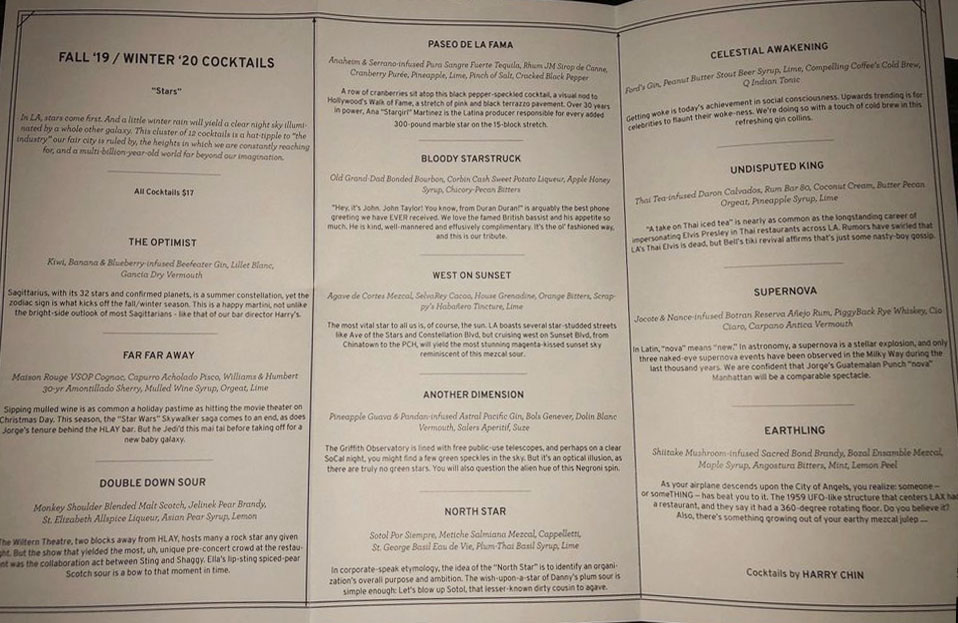 FALL '19 / WINTER '20 COCKTAILS
"Stars"
In LA, stars come first. And a little winter rain will yield a clear night sky illumi-
nated by a whole other galaxy. This cluster of 12 cocktails is a hat-tip to "the
industry" our fair city is ruled by, the heights in which we are constantly reaching
for, and a multi-billion-year-old world far beyond our imagination.
All Cocktails $17
THE OPTIMIST
Kiwi, Banana & Blueberry-infused Beefeater Gin, Lillet Blanc,
Gancia Dry Vermouth
Sagittarius, with its 32 stars and confirmed planets, is a summer constellation, yet the
zodiac sign is what kicks off the fall/winter season. This is a happy martini, not unlike
the bright-side outlook of most Sagittarians - like that of our bar director Harry's.
FAR FAR AWAY
Maison Rouge VSOP Cognac, Capurro Acholado Pisco, Williams & Humbert
30-yr Amontillado Sherry, Mulled Wine Syrup, Orgeat, Lime
Sipping mulled wine is as common a holiday pastime as hitting the movie theater on
Christmas Day. This season, the "Star Wars" Skywalker saga comes to an end, as does
Jorge's tenure behind the HLAY bar. But he Jedi'd this mai tai before taking off for a
new baby galaxy.
DOUBLE DOWN SOUR
Monkey Shoulder Blended Malt Scotch, Jelinek Pear Brandy,
St. Elizabeth Allspice Liqueur, Asian Pear Syrup, Lemon
The Wiltern Theatre, two blocks away from HLAY, hosts many a rock star any given
ght. But the show that yielded the most, uh, unique pre-concert crowd at the restau-
nt was the collaboration act between Sting and Shaggy. Ella's lip-sting spiced-pear
Scotch sour is a bow to that moment in time.
PASEO DE LA FAMA
Anaheim & Serrano-infused Pura Sangre Fuerte Tequila, Rhum JM Sirop de Canne,
Cranberry Purée, Pineapple, Lime, Pinch of Salt, Cracked Black Pepper
A row of cranberries sit atop this black pepper-speckled cocktail, a visual nod to
Hollywood's Walk of Fame, a stretch of pink and black terrazzo pavement. Over 30 years
in power, Ana "Stargirl" Martinez is the Latina producer responsible for every added
300-pound marble star on the 15-block stretch.
BLOODY STARSTRUCK
Old Grand-Dad Bonded Bourbon, Corbin Cash Sweet Potato Liqueur, Apple Honey
Syrup, Chicory-Pecan Bitters
"Hey, it's John. John Taylor! You know, from Duran Duran!" is arguably the best phone
greeting we have EVER received. We love the famed British bassist and his appetite so
much. He is kind, well-mannered and effusively complimentary. It's the ol' fashioned way,
and this is our tribute.
WEST ON SUNSET
Agave de Cortes Mezcal, SelvaRey Cacao, House Grenadine, Orange Bitters, Scrap-
py's Habañero Tincture, Lime
The most vital star to all us is, of course, the sun. LA boasts several star-studded streets
like Ave of the Stars and Constellation Blvd, but cruising west on Sunset Blvd, from
Chinatown to the PCH, will yield the most stunning magenta-kissed sunset sky
reminiscent of this mezcal sour.
ANOTHER DIMENSION
Pineapple Guava & Pandan-infused Astral Pacific Gin, Bols Genever, Dolin Blanc
Vermouth, Salers Aperitif, Suze
The Griffith Observatory is lined with free public-use telescopes, and perhaps on a clear
SoCal night, you might find a few green speckles in the sky. But it's an optical illusion, as
there are truly no green stars. You will also question the alien hue of this Negroni spin.
NORTH STAR
Sotol Por Siempre, Metiche Salmiana Mezcal, Cappelletti,
St. George Basil Eau de Vie, Plum-Thai Basil Syrup, Lime
In corporate-speak etymology, the idea of the "North Star" is to identify an organi-
zation's overall purpose and ambition. The wish-upon-a-star of Danny's plum sour is
simple enough: Let's blow up Sotol, that lesser-known dirty cousin to agave.
CELESTIAL AWAKENING
Ford's Gin, Peanut Butter Stout Beer Syrup, Lime, Compelling Coffee's Cold Brew,
Q Indian Tonic
Getting woke is today's achievement in social consciousness. Upwards trending is for
celebrities to flaunt their woke-ness. We're doing so with a touch of cold brew in this
refreshing gin collins.
UNDISPUTED KING
Thai Tea-infused Daron Calvados, Rum Bar 80, Coconut Cream, Butter Pecan
Orgeat, Pineapple Syrup, Lime
"A take on Thai iced tea" is nearly as common as the longstanding career of
impersonating Elvis Presley in Thai restaurants across LA. Rumors have swirled that
LA's Thai Elvis is dead, but Bell's tiki revival affirms that's just some nasty-boy gossip.
SUPERNOVA
Jocote & Nance-infused Botran Reserva Añejo Rum, PiggyBack Rye Whiskey, Cio
Ciaro, Carpano Antica Vermouth
In Latin, "nova" means "new." In astronomy, a supernova is a stellar explosion, and only
three naked-eye supernova events have been observed in the Milky Way during the
last thousand years. We are confident that Jorge's Guatemalan Punch "nova"
Manhattan will be a comparable spectacle.
EARTHLING
Shiitake Mushroom-infused Sacred Bond Brandy, Bozal Ensamble Mezcal,
Maple Syrup, Angostura Bitters, Mint, Lemon Peel
As your airplane descends upon the City of Angels, you realize: someone –
or someTHING – has beat you to it. The 1959 UFO-like structure that centers LAX had
a restaurant, and they say it had a 360-degree rotating floor. Do you believe it?
Also, there's something growing out of your earthy mezcal julep ....
Cocktails by HARRY CHIN